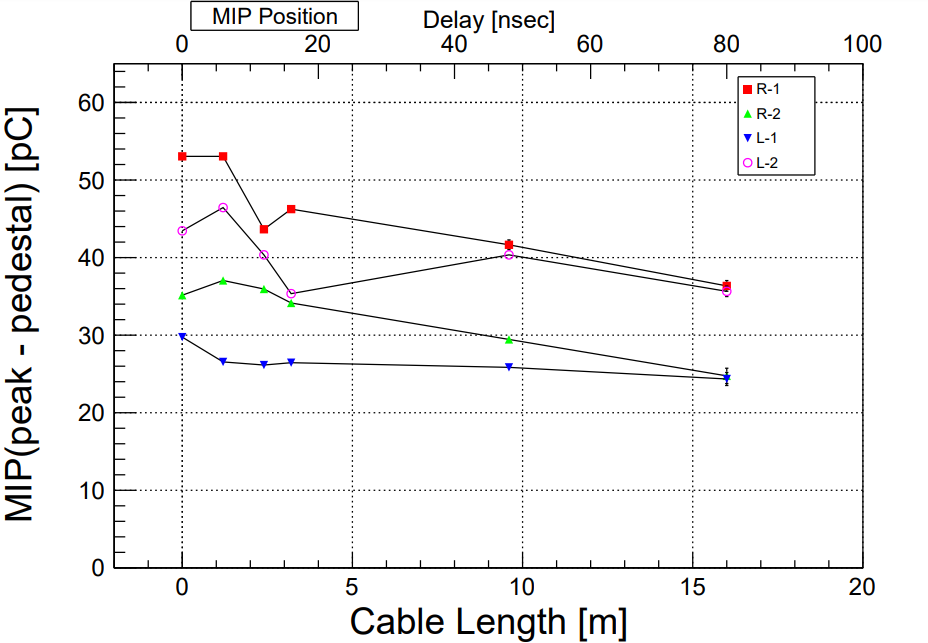 MIP Position
Delay [nsec]
0 20 40 60 80 100
MIP(peak - pedestal) [pC]
60
50
40
30
20
10
0
R-1
R-2
L-1
L-2
0 5 10 15 20
Cable Length [m]